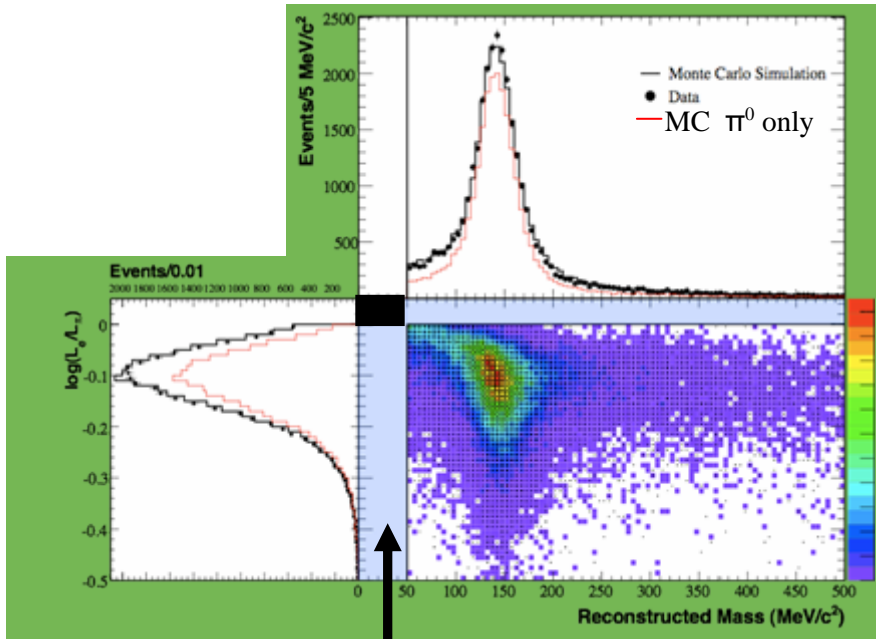 Events/5 MeV/c²
2500
2000
1500
1000
500
Monte Carlo Simulation
Data
MC π⁰ only
Events/0.01
2000 1800 1600 1400 1200 1000 800 600 400 200
log(Lₑ/Lπ)
0
-0.1
-0.2
-0.3
-0.4
-0.5
0 50 100 150 200 250 300 350 400 450 500
Reconstructed Mass (MeV/c²)